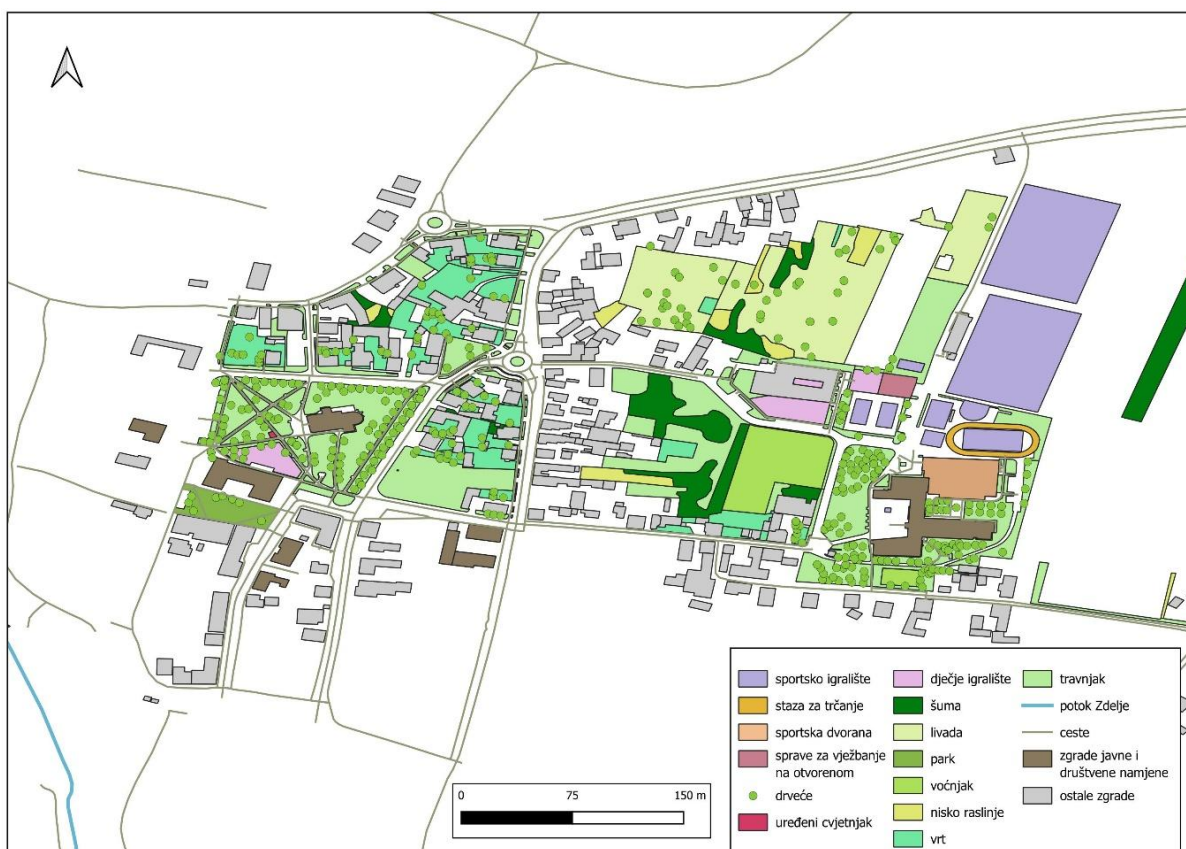 sportsko igralište
staza za trčanje
sportska dvorana
sprave za vježbanje
na otvorenom
drveće
uređeni cvjetnjak
dječje igralište
šuma
livada
park
voćnjak
nisko raslinje
vrt
travnjak
potok Zdelje
ceste
zgrade javne i
društvene namjene
ostale zgrade
0 75 150 m